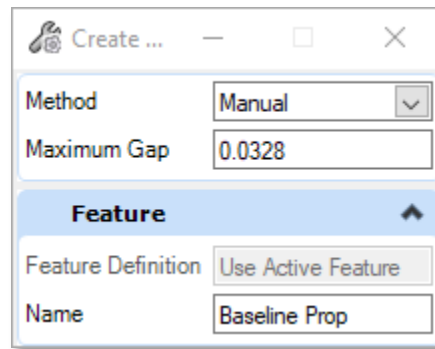 Create ...
Method Manual
Maximum Gap 0.0328
Feature
Feature Definition Use Active Feature
Name Baseline Prop